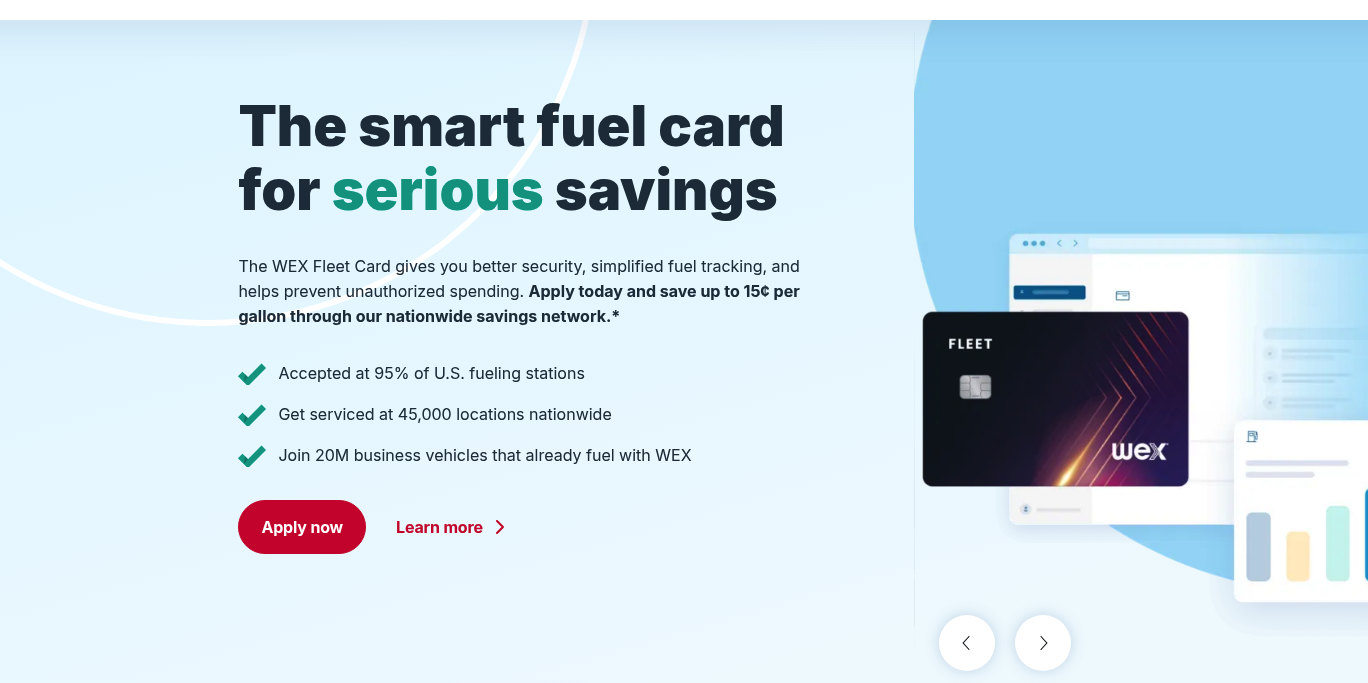 The smart fuel card
for serious savings
The WEX Fleet Card gives you better security, simplified fuel tracking, and
helps prevent unauthorized spending. Apply today and save up to 15¢ per
gallon through our nationwide savings network.*
Accepted at 95% of U.S. fueling stations
Get serviced at 45,000 locations nationwide
Join 20M business vehicles that already fuel with WEX
Apply now
Learn more
FLEET
wex